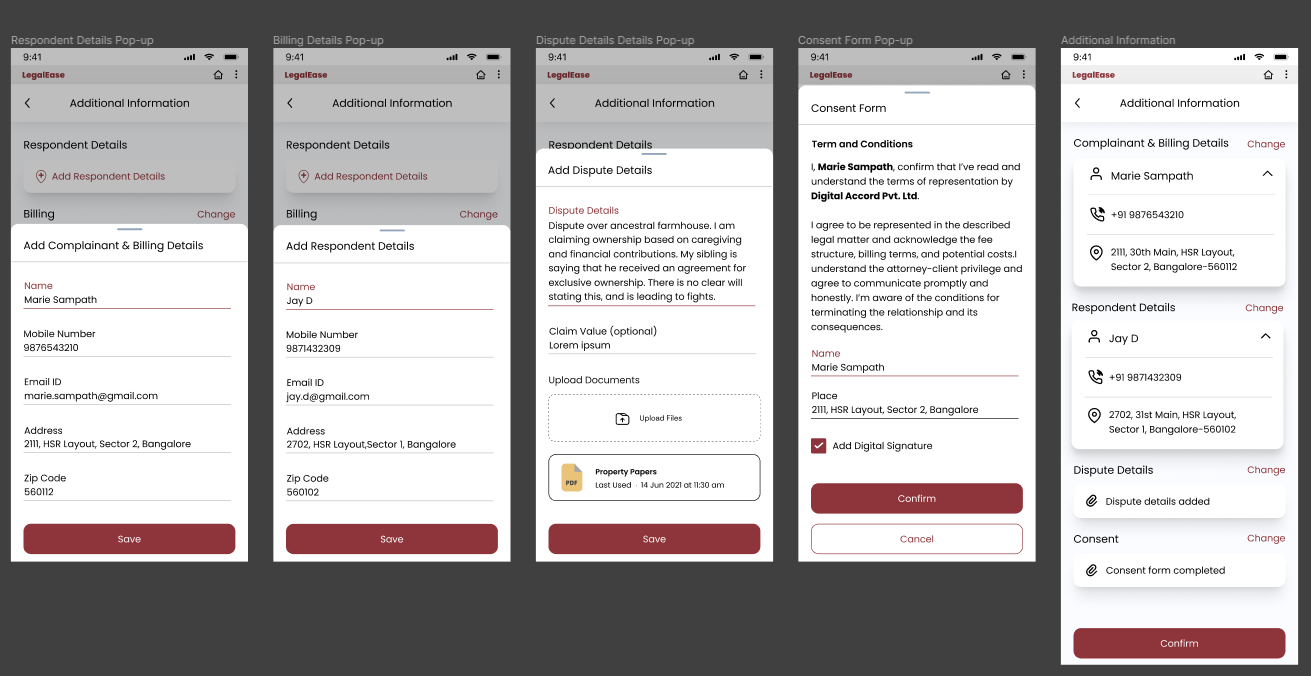 Respondent Details Pop-up
9:41
LegalEase
Additional Information
Respondent Details
Add Respondent Details
Billing
Change
Add Complainant & Billing Details
Name
Marie Sampath
Mobile Number
9876543210
Email ID
marie.sampath@gmail.com
Address
2111, HSR Layout, Sector 2, Bangalore
Zip Code
560112
Save
Billing Details Pop-up
9:41
LegalEase
Additional Information
Respondent Details
Add Respondent Details
Billing
Change
Add Respondent Details
Name
Jay D
Mobile Number
9871432309
Email ID
jay.d@gmail.com
Address
2702, HSR Layout,Sector 1, Bangalore
Zip Code
560102
Save
Dispute Details Details Pop-up
9:41
LegalEase
Additional Information
Respondent Details
Add Dispute Details
Dispute Details
Dispute over ancestral farmhouse. I am
claiming ownership based on caregiving
and financial contributions. My sibling is
saying that he received an agreement for
exclusive ownership. There is no clear will
stating this, and is leading to fights.
Claim Value (optional)
Lorem ipsum
Upload Documents
Upload Files
PDF
Property Papers
Last Used · 14 Jun 2021 at 11:30 am
Save
Consent Form Pop-up
9:41
LegalEase
Consent Form
Term and Conditions
I, Marie Sampath, confirm that I've read and
understand the terms of representation by
Digital Accord Pvt. Ltd.
I agree to be represented in the described
legal matter and acknowledge the fee
structure, billing terms, and potential costs.I
understand the attorney-client privilege and
agree to communicate promptly and
honestly. I'm aware of the conditions for
terminating the relationship and its
consequences.
Name
Marie Sampath
Place
2111, HSR Layout, Sector 2, Bangalore
Add Digital Signature
Confirm
Cancel
Additional Information
9:41
LegalEase
Additional Information
Complainant & Billing Details
Change
Marie Sampath
+91 9876543210
2111, 30th Main, HSR Layout,
Sector 2, Bangalore-560112
Respondent Details
Change
Jay D
+91 9871432309
2702, 31st Main, HSR Layout,
Sector 1, Bangalore-560102
Dispute Details
Change
Dispute details added
Consent
Change
Consent form completed
Confirm